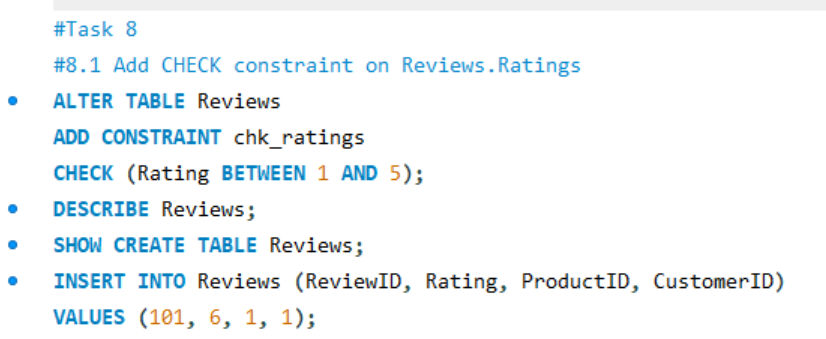 #Task 8
#8.1 Add CHECK constraint on Reviews.Ratings
ALTER TABLE Reviews
ADD CONSTRAINT chk_ratings
CHECK (Rating BETWEEN 1 AND 5);
DESCRIBE Reviews;
SHOW CREATE TABLE Reviews;
INSERT INTO Reviews (ReviewID, Rating, ProductID, CustomerID)
VALUES (101, 6, 1, 1);